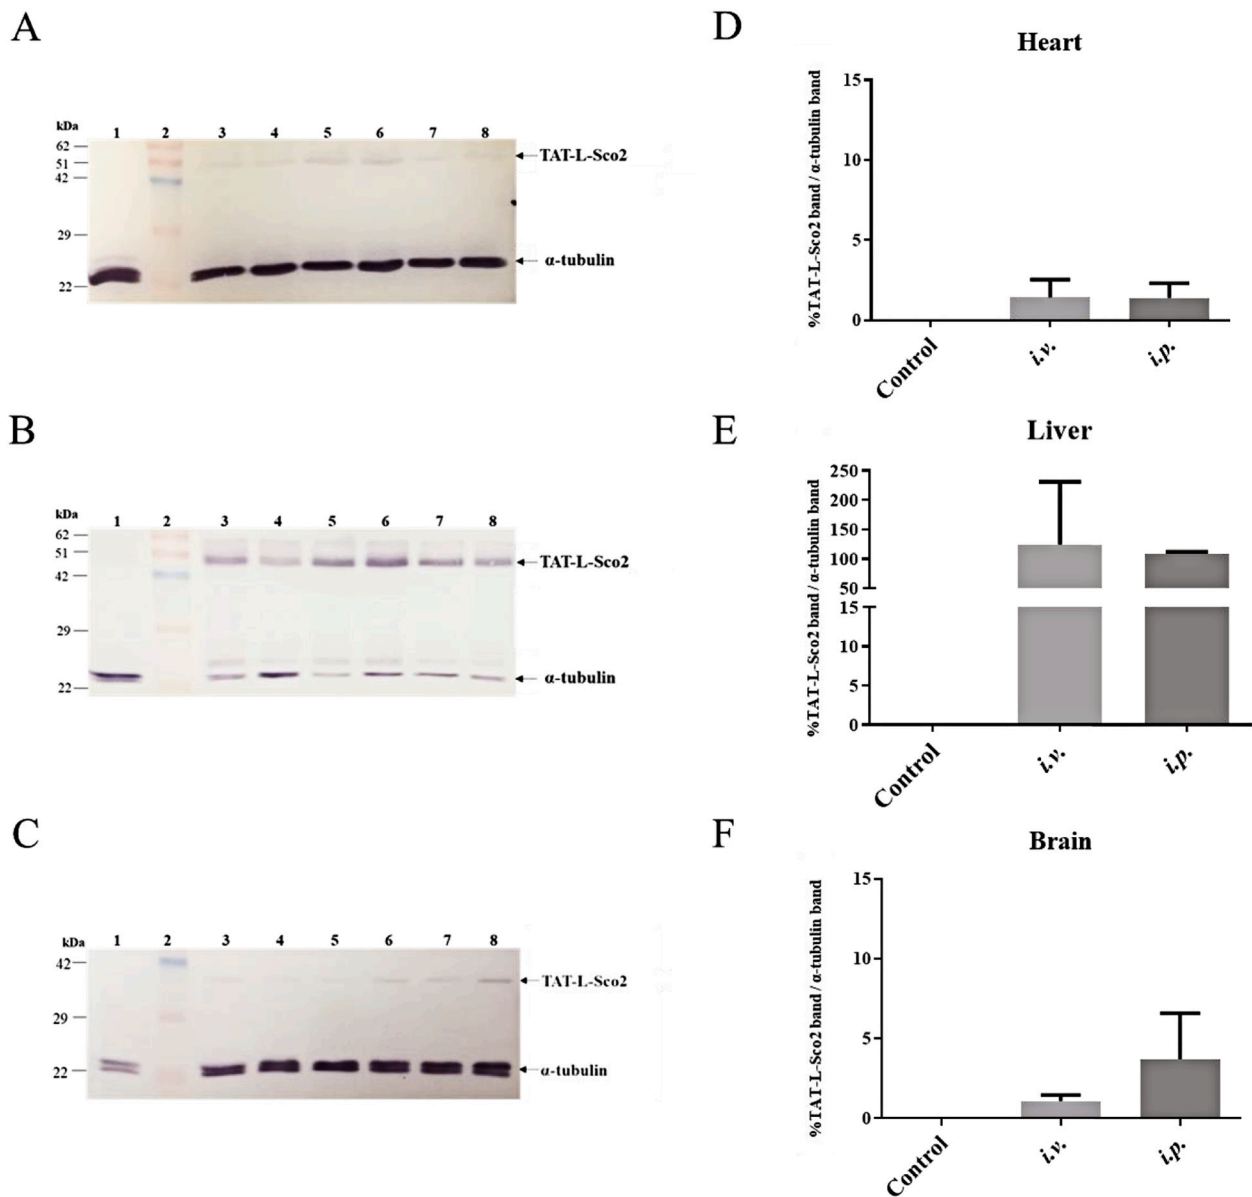 A
kDa
1 2 3 4 5 6 7 8
62
51
42
29
22
TAT-L-Sco2
α-tubulin
D
Heart
%TAT-L-Sco2 band / α-tubulin band
15
10
5
0
Control
i.v.
i.p.
B
kDa
1 2 3 4 5 6 7 8
62
51
42
29
22
TAT-L-Sco2
α-tubulin
E
Liver
%TAT-L-Sco2 band / α-tubulin band
250
200
150
100
50
15
10
5
0
Control
i.v.
i.p.
C
kDa
1 2 3 4 5 6 7 8
42
29
22
TAT-L-Sco2
α-tubulin
F
Brain
%TAT-L-Sco2 band / α-tubulin band
15
10
5
0
Control
i.v.
i.p.